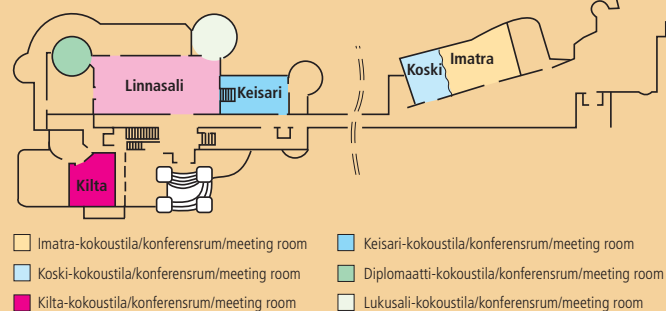 Linnasali
Keisari
Koski
Imatra
Kilta
Imatra-kokoustila/konferensrum/meeting room
Keisari-kokoustila/konferensrum/meeting room
Koski-kokoustila/konferensrum/meeting room
Diplomaatti-kokoustila/konferensrum/meeting room
Kilta-kokoustila/konferensrum/meeting room
Lukusali-kokoustila/konferensrum/meeting room